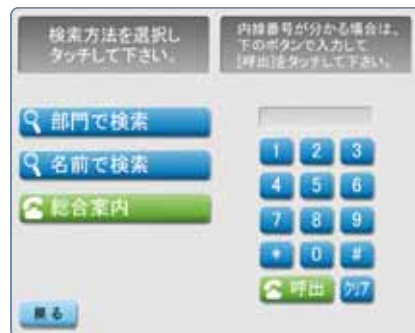 検索方法を選択し
タッチして下さい。
内線番号が分かる場合は、
下のボタンで入力して
[呼出]をタッチして下さい。
部門で検索
名前で検索
総合案内
1 2 3
4 5 6
7 8 9
* 0 #
呼出 クリア
戻る